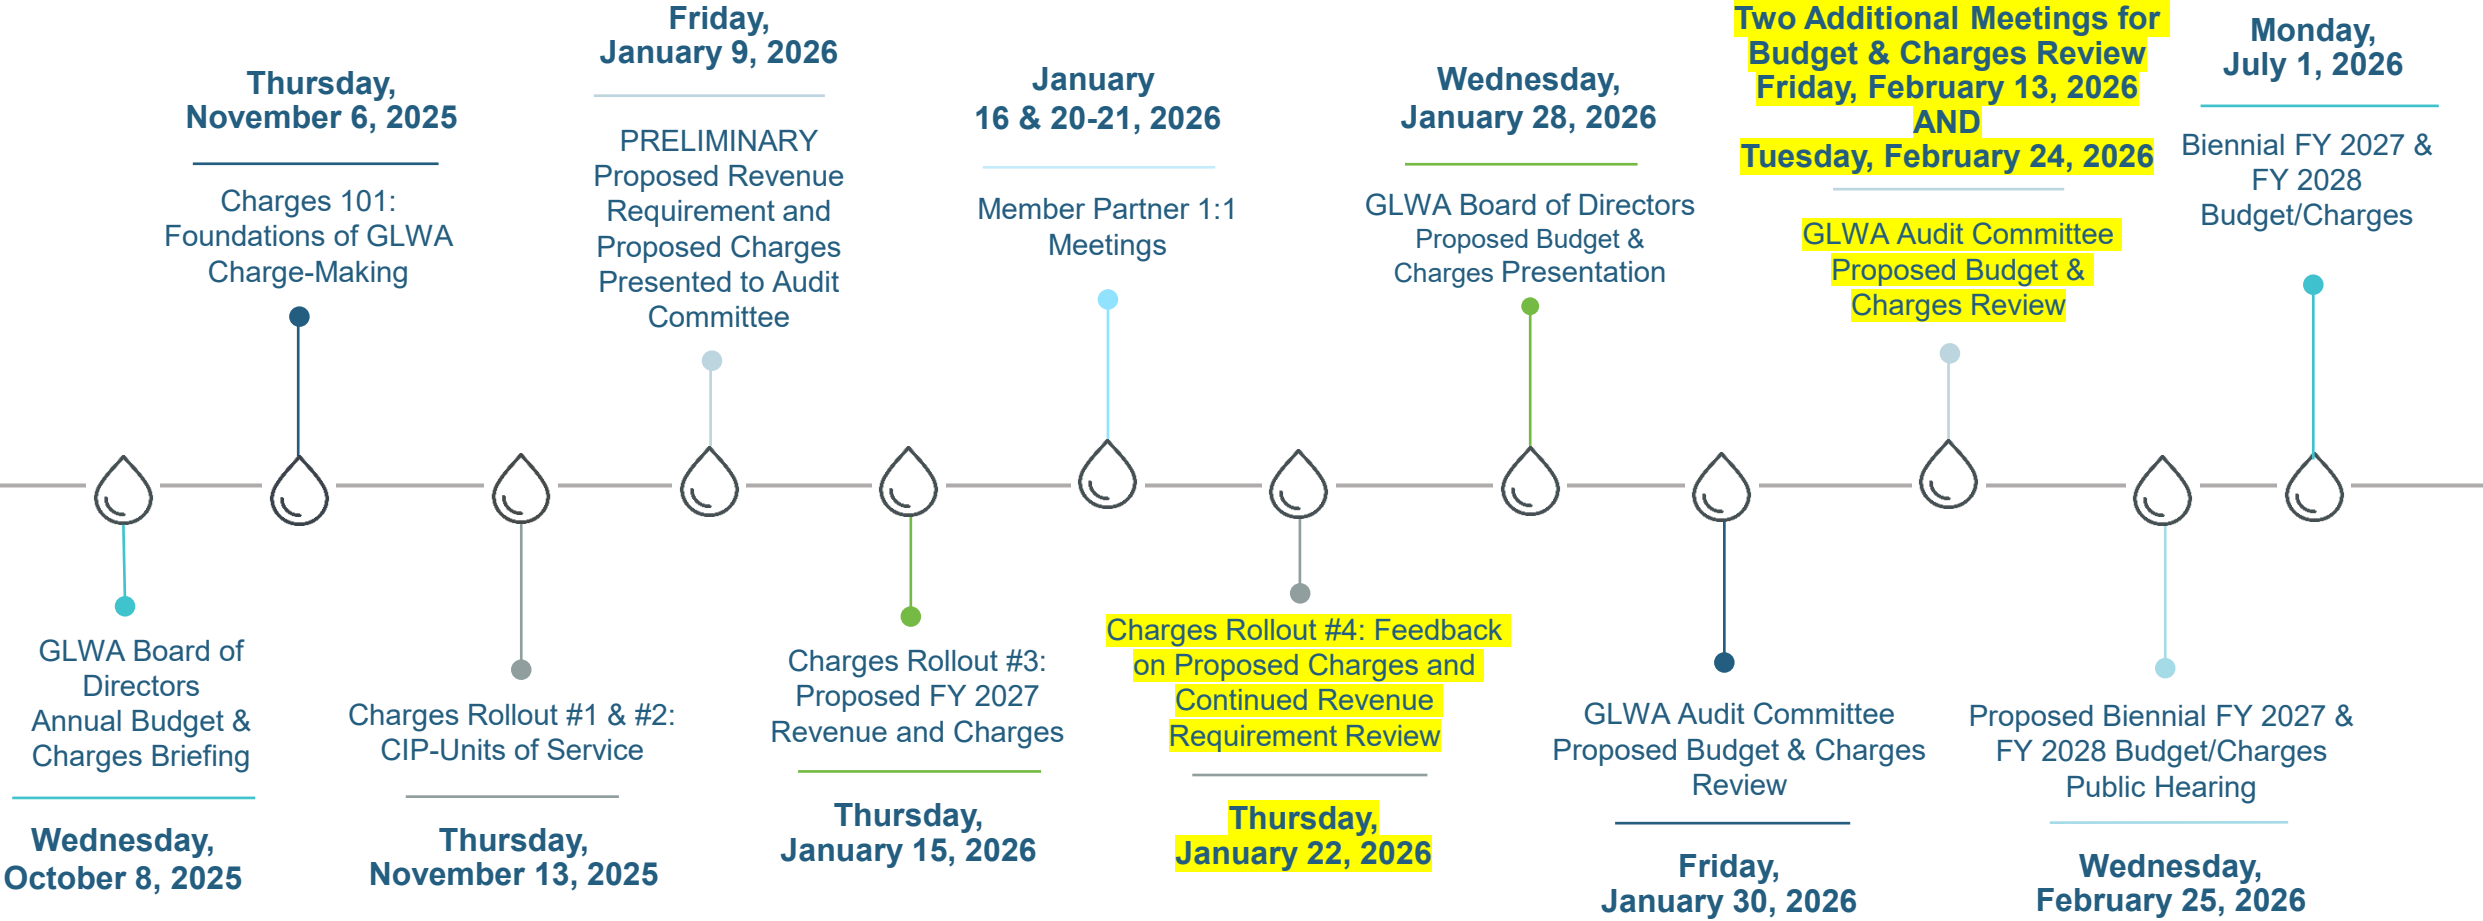 Wednesday,
October 8, 2025
GLWA Board of
Directors
Annual Budget &
Charges Briefing
Thursday,
November 6, 2025
Charges 101:
Foundations of GLWA
Charge-Making
Charges Rollout #1 & #2:
CIP-Units of Service
Thursday,
November 13, 2025
Friday,
January 9, 2026
PRELIMINARY
Proposed Revenue
Requirement and
Proposed Charges
Presented to Audit
Committee
Charges Rollout #3:
Proposed FY 2027
Revenue and Charges
Thursday,
January 15, 2026
January
16 & 20-21, 2026
Member Partner 1:1
Meetings
Charges Rollout #4: Feedback
on Proposed Charges and
Continued Revenue
Requirement Review
Thursday,
January 22, 2026
Wednesday,
January 28, 2026
GLWA Board of Directors
Proposed Budget &
Charges Presentation
GLWA Audit Committee
Proposed Budget & Charges
Review
Friday,
January 30, 2026
Two Additional Meetings for
Budget & Charges Review
Friday, February 13, 2026
AND
Tuesday, February 24, 2026
GLWA Audit Committee
Proposed Budget &
Charges Review
Proposed Biennial FY 2027 &
FY 2028 Budget/Charges
Public Hearing
Wednesday,
February 25, 2026
Monday,
July 1, 2026
Biennial FY 2027 &
FY 2028
Budget/Charges